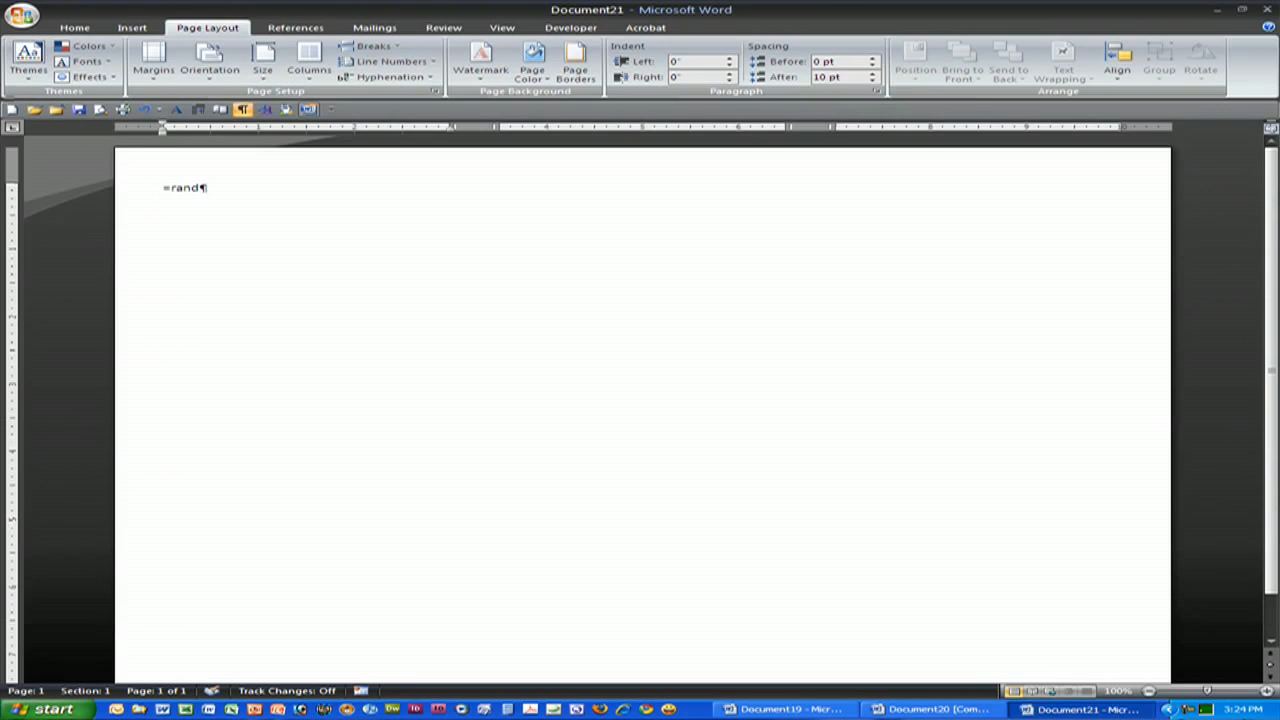 Document21 - Microsoft Word
Home Insert Page Layout References Mailings Review View Developer Acrobat
Themes Colors Fonts Effects
Margins Orientation Size Columns Breaks Line Numbers Hyphenation
Watermark Page Color Page Borders
Indent Left: 0" Right: 0"
Spacing Before: 0 pt After: 10 pt
Position Bring to Front Send to Back Text Wrapping Align Group Rotate
Themes Page Setup Page Background Paragraph Arrange
=rand¶
Page: 1 Section: 1 Page: 1 of 1 Track Changes: Off 100%
start Document19 - Micr... Document20 [Com... Document21 - Micr... 3:24 PM